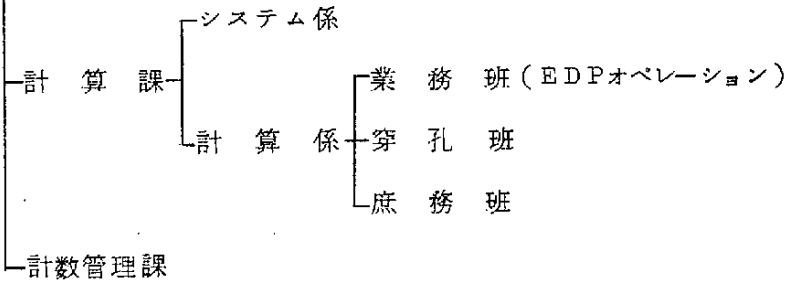 システム係
計算課
業務班(EDPオペレーション)
計算係
穿孔班
庶務班
計数管理課